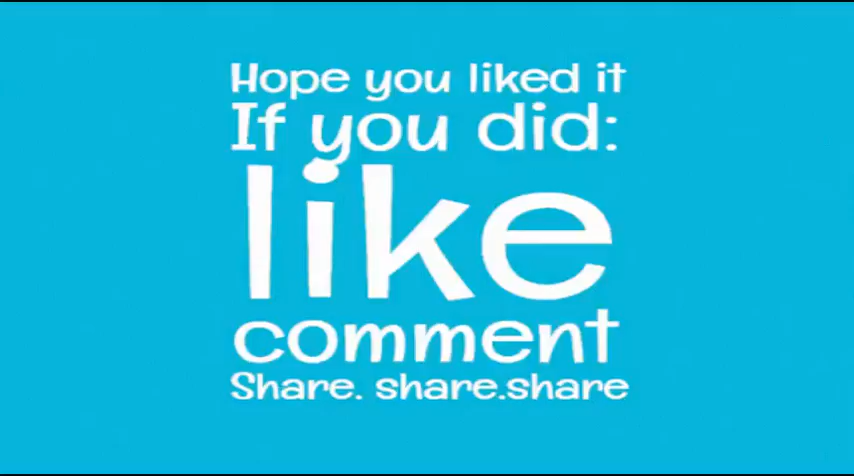 Hope you liked it
If you did:
like
comment
Share. share.share